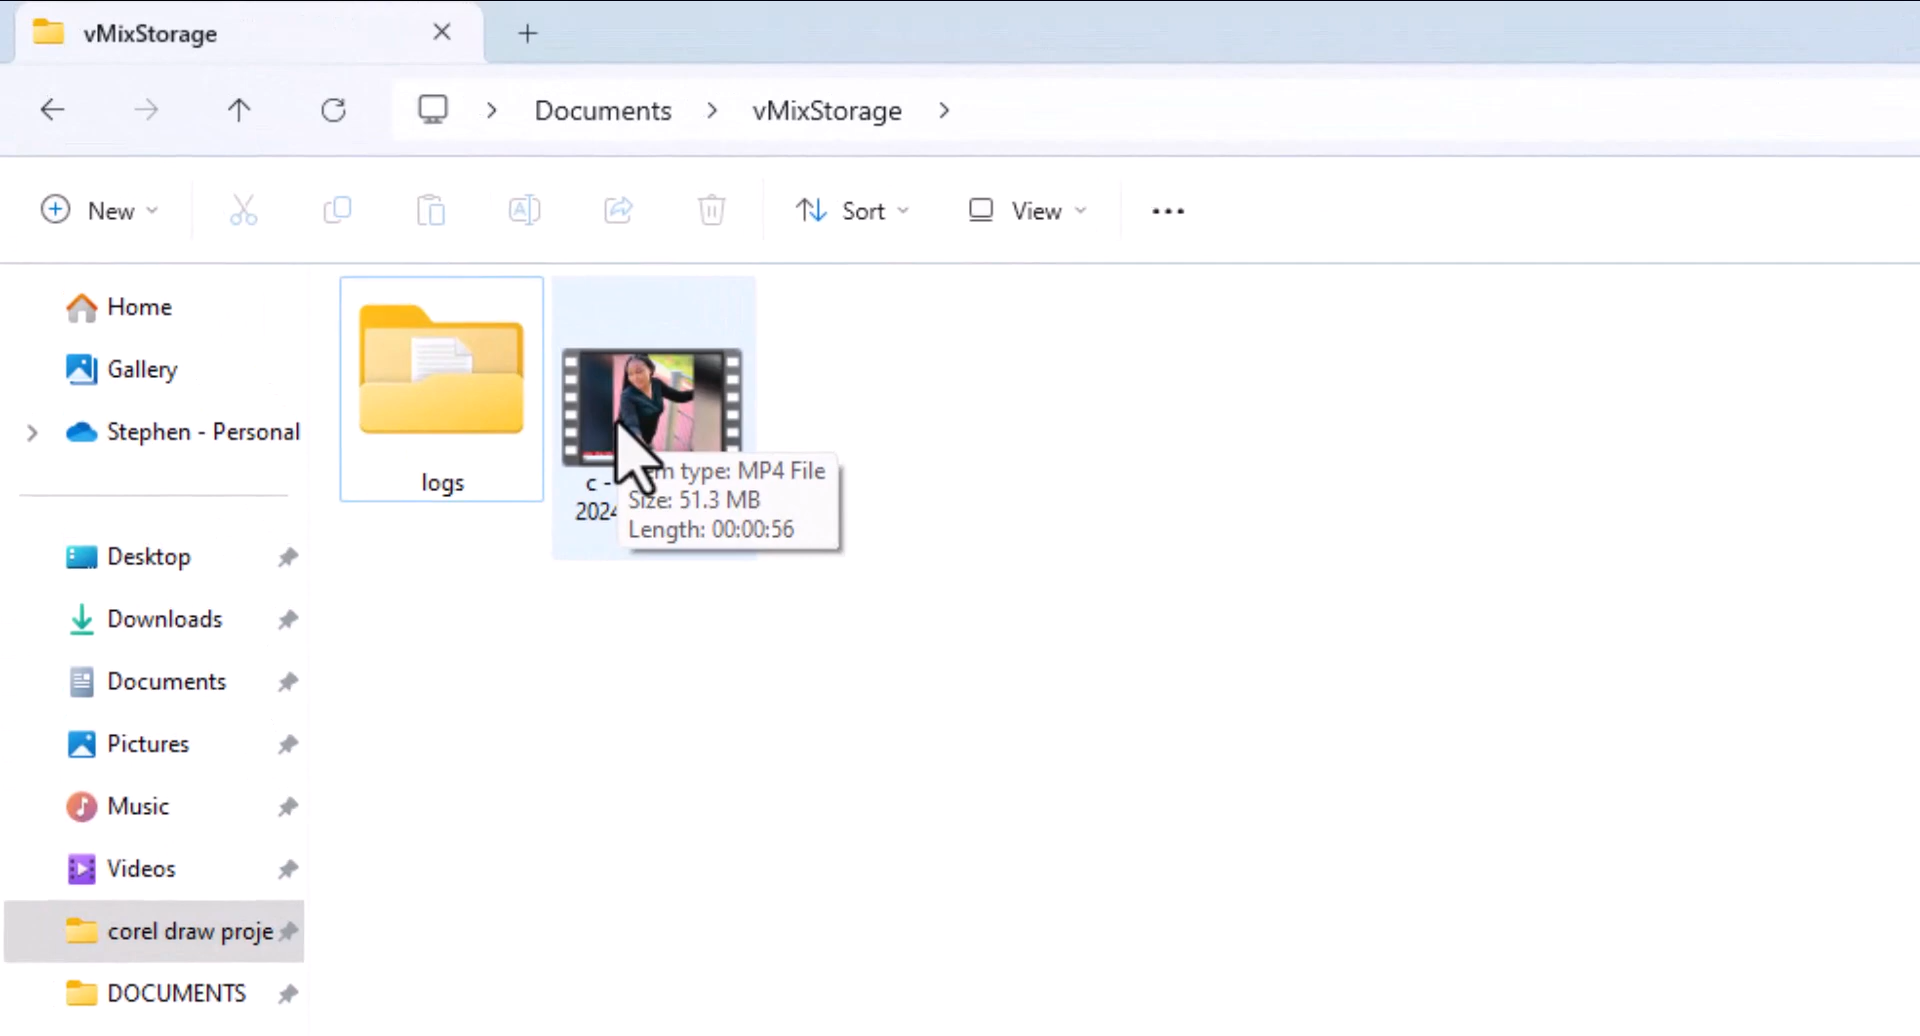 vMixStorage
Documents
vMixStorage
New
Sort
View
Home
Gallery
Stephen - Personal
Desktop
Downloads
Documents
Pictures
Music
Videos
corel draw proje
DOCUMENTS
logs
c -
2024
type: MP4 File
Size: 51.3 MB
Length: 00:00:56